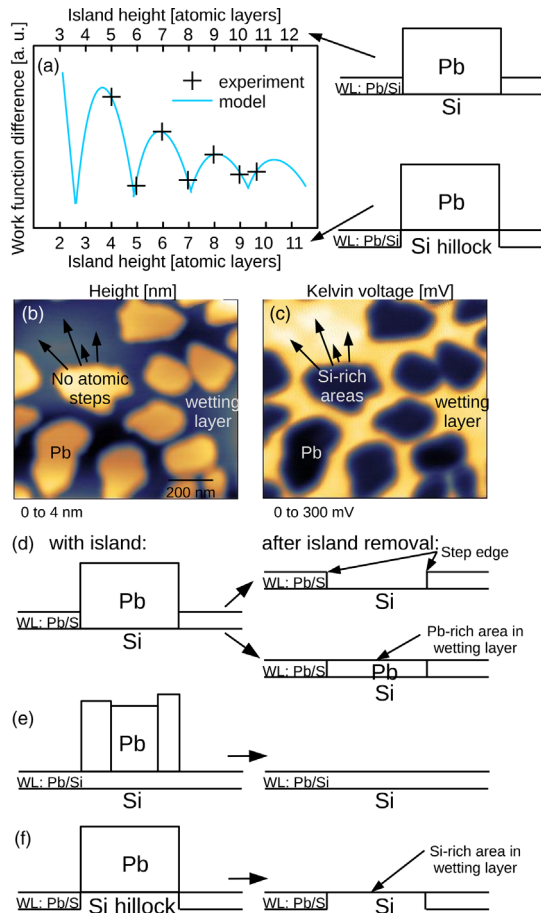 Island height [atomic layers]
3 4 5 6 7 8 9 10 11 12
(a)
experiment
model
Work function difference [a. u.]
2 3 4 5 6 7 8 9 10 11
Island height [atomic layers]
Pb
WL: Pb/Si
Si
Pb
WL: Pb/Si
Si hillock
Height [nm]
(b)
No atomic
steps
wetting
layer
Pb
200 nm
0 to 4 nm
Kelvin voltage [mV]
(c)
Si-rich
areas
wetting
layer
Pb
0 to 300 mV
(d) with island: after island removal:
Step edge
Pb
WL: Pb/S
Si
WL: Pb/S
Si
Pb-rich area in
wetting layer
WL: Pb/S
Pb
Si
(e)
Pb
WL: Pb/Si
Si
WL: Pb/Si
Si
(f)
Pb
WL: Pb/S
Si hillock
Si-rich area in
wetting layer
WL: Pb/S
Si